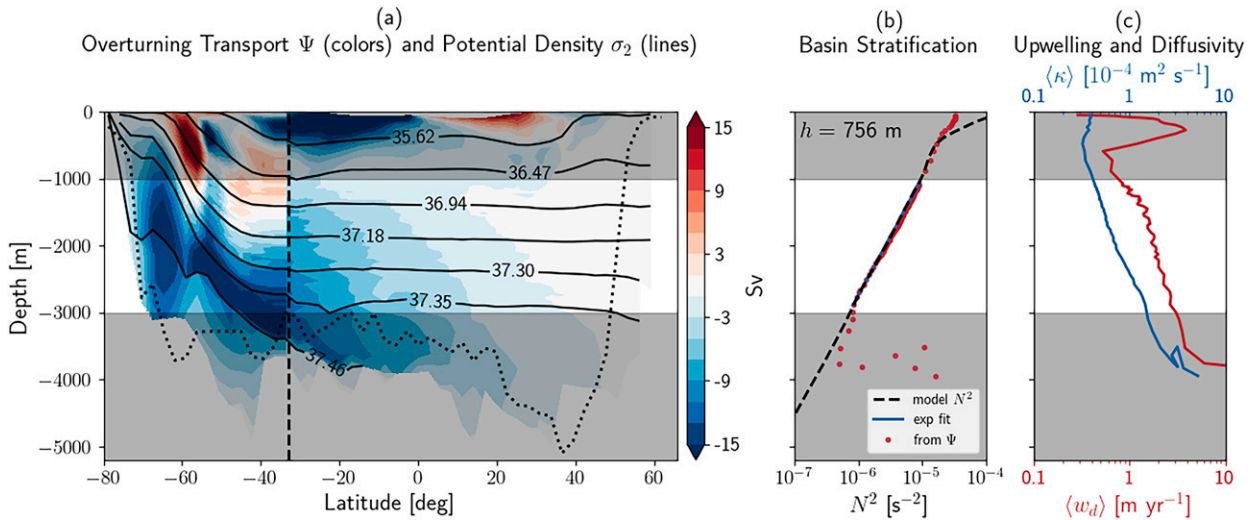 (a)
Overturning Transport Ψ (colors) and Potential Density σ₂ (lines)
0
−1000
−2000
−3000
−4000
−5000
Depth [m]
35.62
36.47
36.94
37.18
37.30
37.35
37.46
−80
−60
−40
−20
0
20
40
60
Latitude [deg]
15
9
3
-3
-9
-15
Sv
(b)
Basin Stratification
h = 756 m
model N²
exp fit
from Ψ
10⁻⁷
10⁻⁶
10⁻⁵
10⁻⁴
N² [s⁻²]
(c)
Upwelling and Diffusivity
⟨κ⟩ [10⁻⁴ m² s⁻¹]
0.1
1
10
0.1
1
10
⟨w_d⟩ [m yr⁻¹]